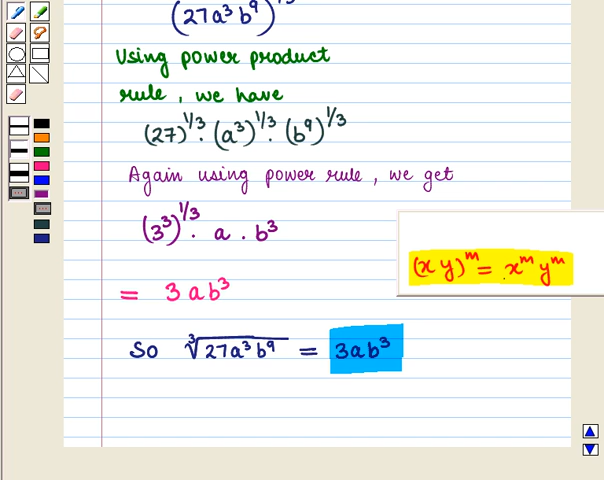 (27a³b⁹)^1/3
Using power product
rule, we have
(27)^1/3 . (a³)^1/3 . (b⁹)^1/3
Again using power rule, we get
(3³)^1/3 . a . b³
(xy)^m = x^m y^m
= 3ab³
So ∛27a³b⁹ = 3ab³